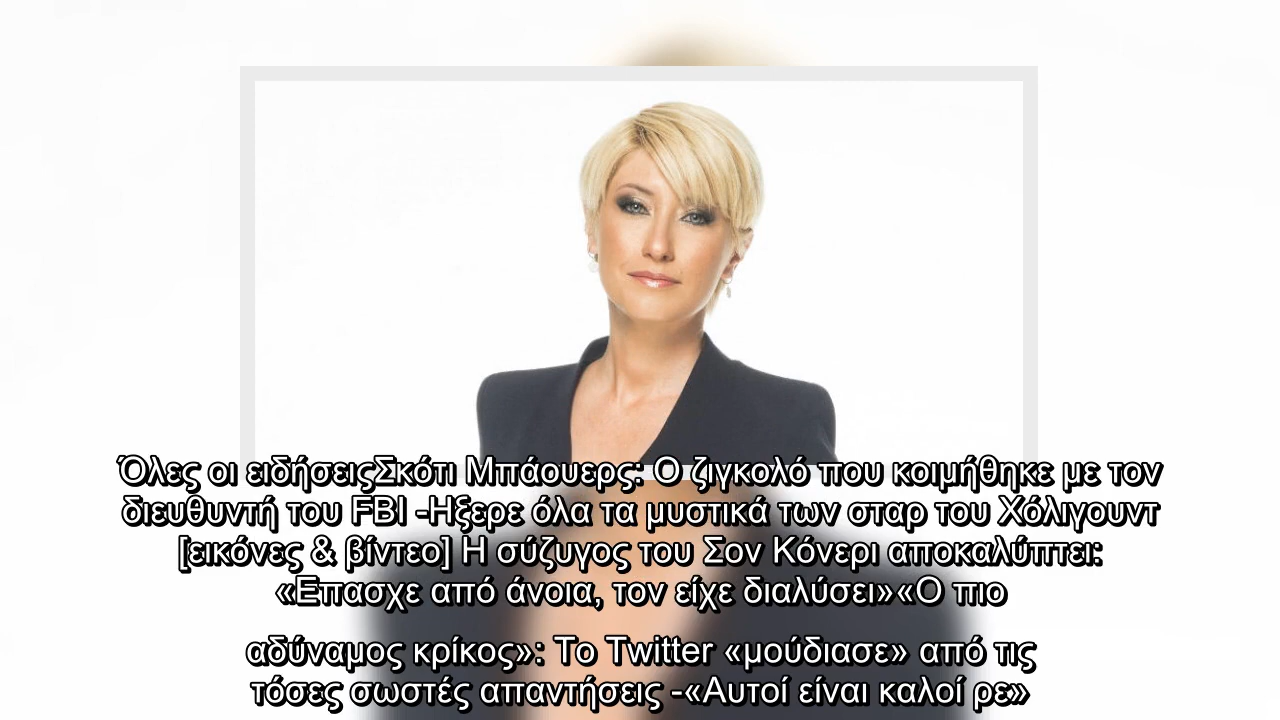 Όλες οι ειδήσειςΣκότι Μπάουερς: Ο ζιγκολό που κοιμήθηκε με τον
διευθυντή του FBI -Ηξερε όλα τα μυστικά των σταρ του Χόλιγουντ
[εικόνες & βίντεο] Η σύζυγος του Σον Κόνερι αποκαλύπτει:
«Επασχε από άνοια, τον είχε διαλύσει»«Ο πιο
αδύναμος κρίκος»: Το Twitter «μούδιασε» από τις
τόσες σωστές απαντήσεις -«Αυτοί είναι καλοί ρε»